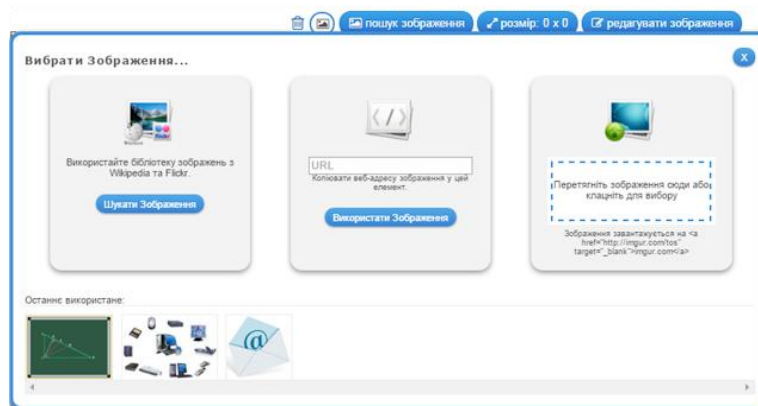 пошук зображення
розмір: 0 x 0
редагувати зображення
Вибрати Зображення...
X
Використайте бібліотеку зображень з
Wikipedia та Flickr.
Шукати Зображення
URL
Копіювати веб-адресу зображення у цей
елемент.
Використати Зображення
Перетягніть зображення сюди або
клацніть для вибору
Зображення завантажується на <a
href="http://imgur.com/tos"
target="_blank">imgur.com</a>
Останнє використане:
@